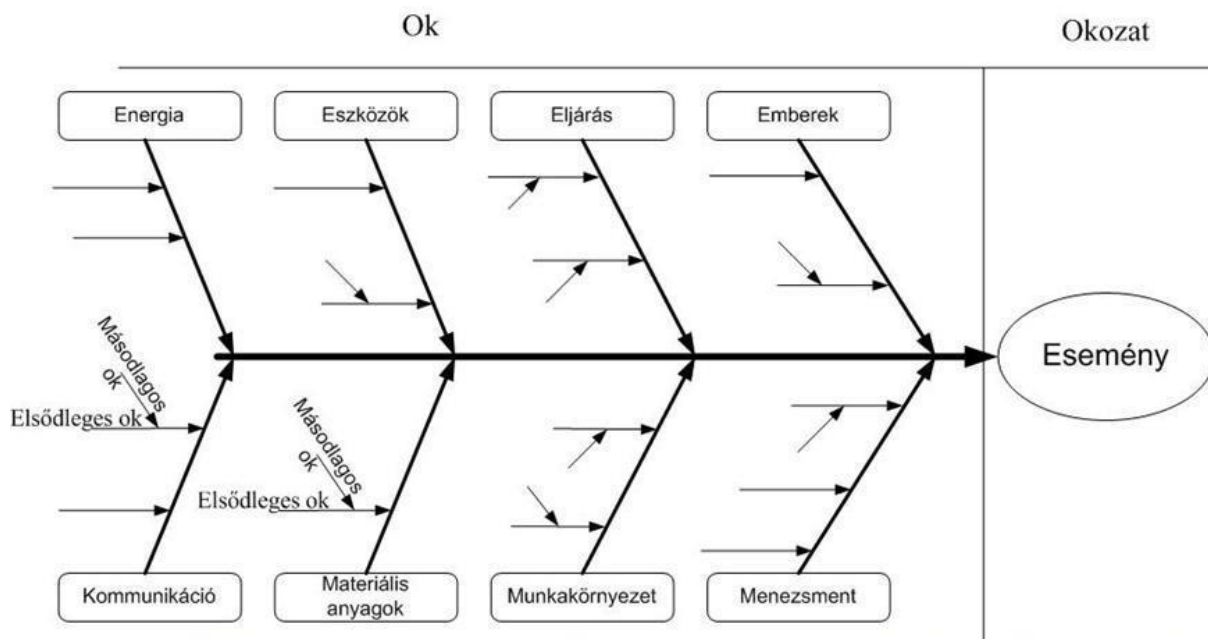 Ok
Okozat
Energia
Eszközök
Eljárás
Emberek
Esemény
Másodlagos
ok
Elsődleges ok
Másodlagos
ok
Elsődleges ok
Kommunikáció
Materiális
anyagok
Munkakörnyezet
Menezsment